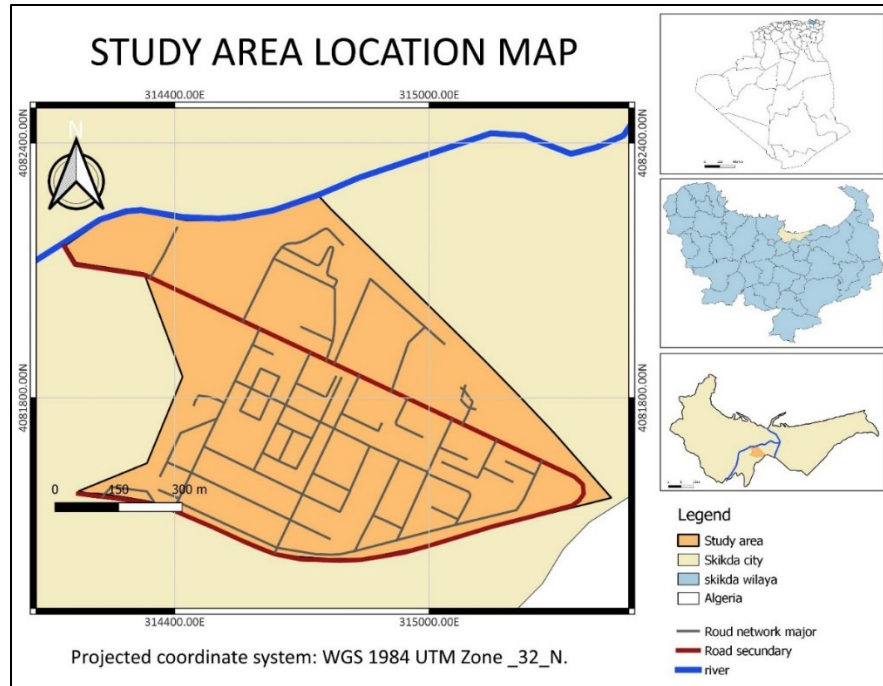 STUDY AREA LOCATION MAP
314400.00E 315000.00E
4082400.00N 4082400.00N
N
4081800.00N 4081800.00N
0 150 300 m
314400.00E 315000.00E
Projected coordinate system: WGS 1984 UTM Zone _32_N.
Legend
Study area
Skikda city
skikda wilaya
Algeria
Roud network major
Road secundary
river